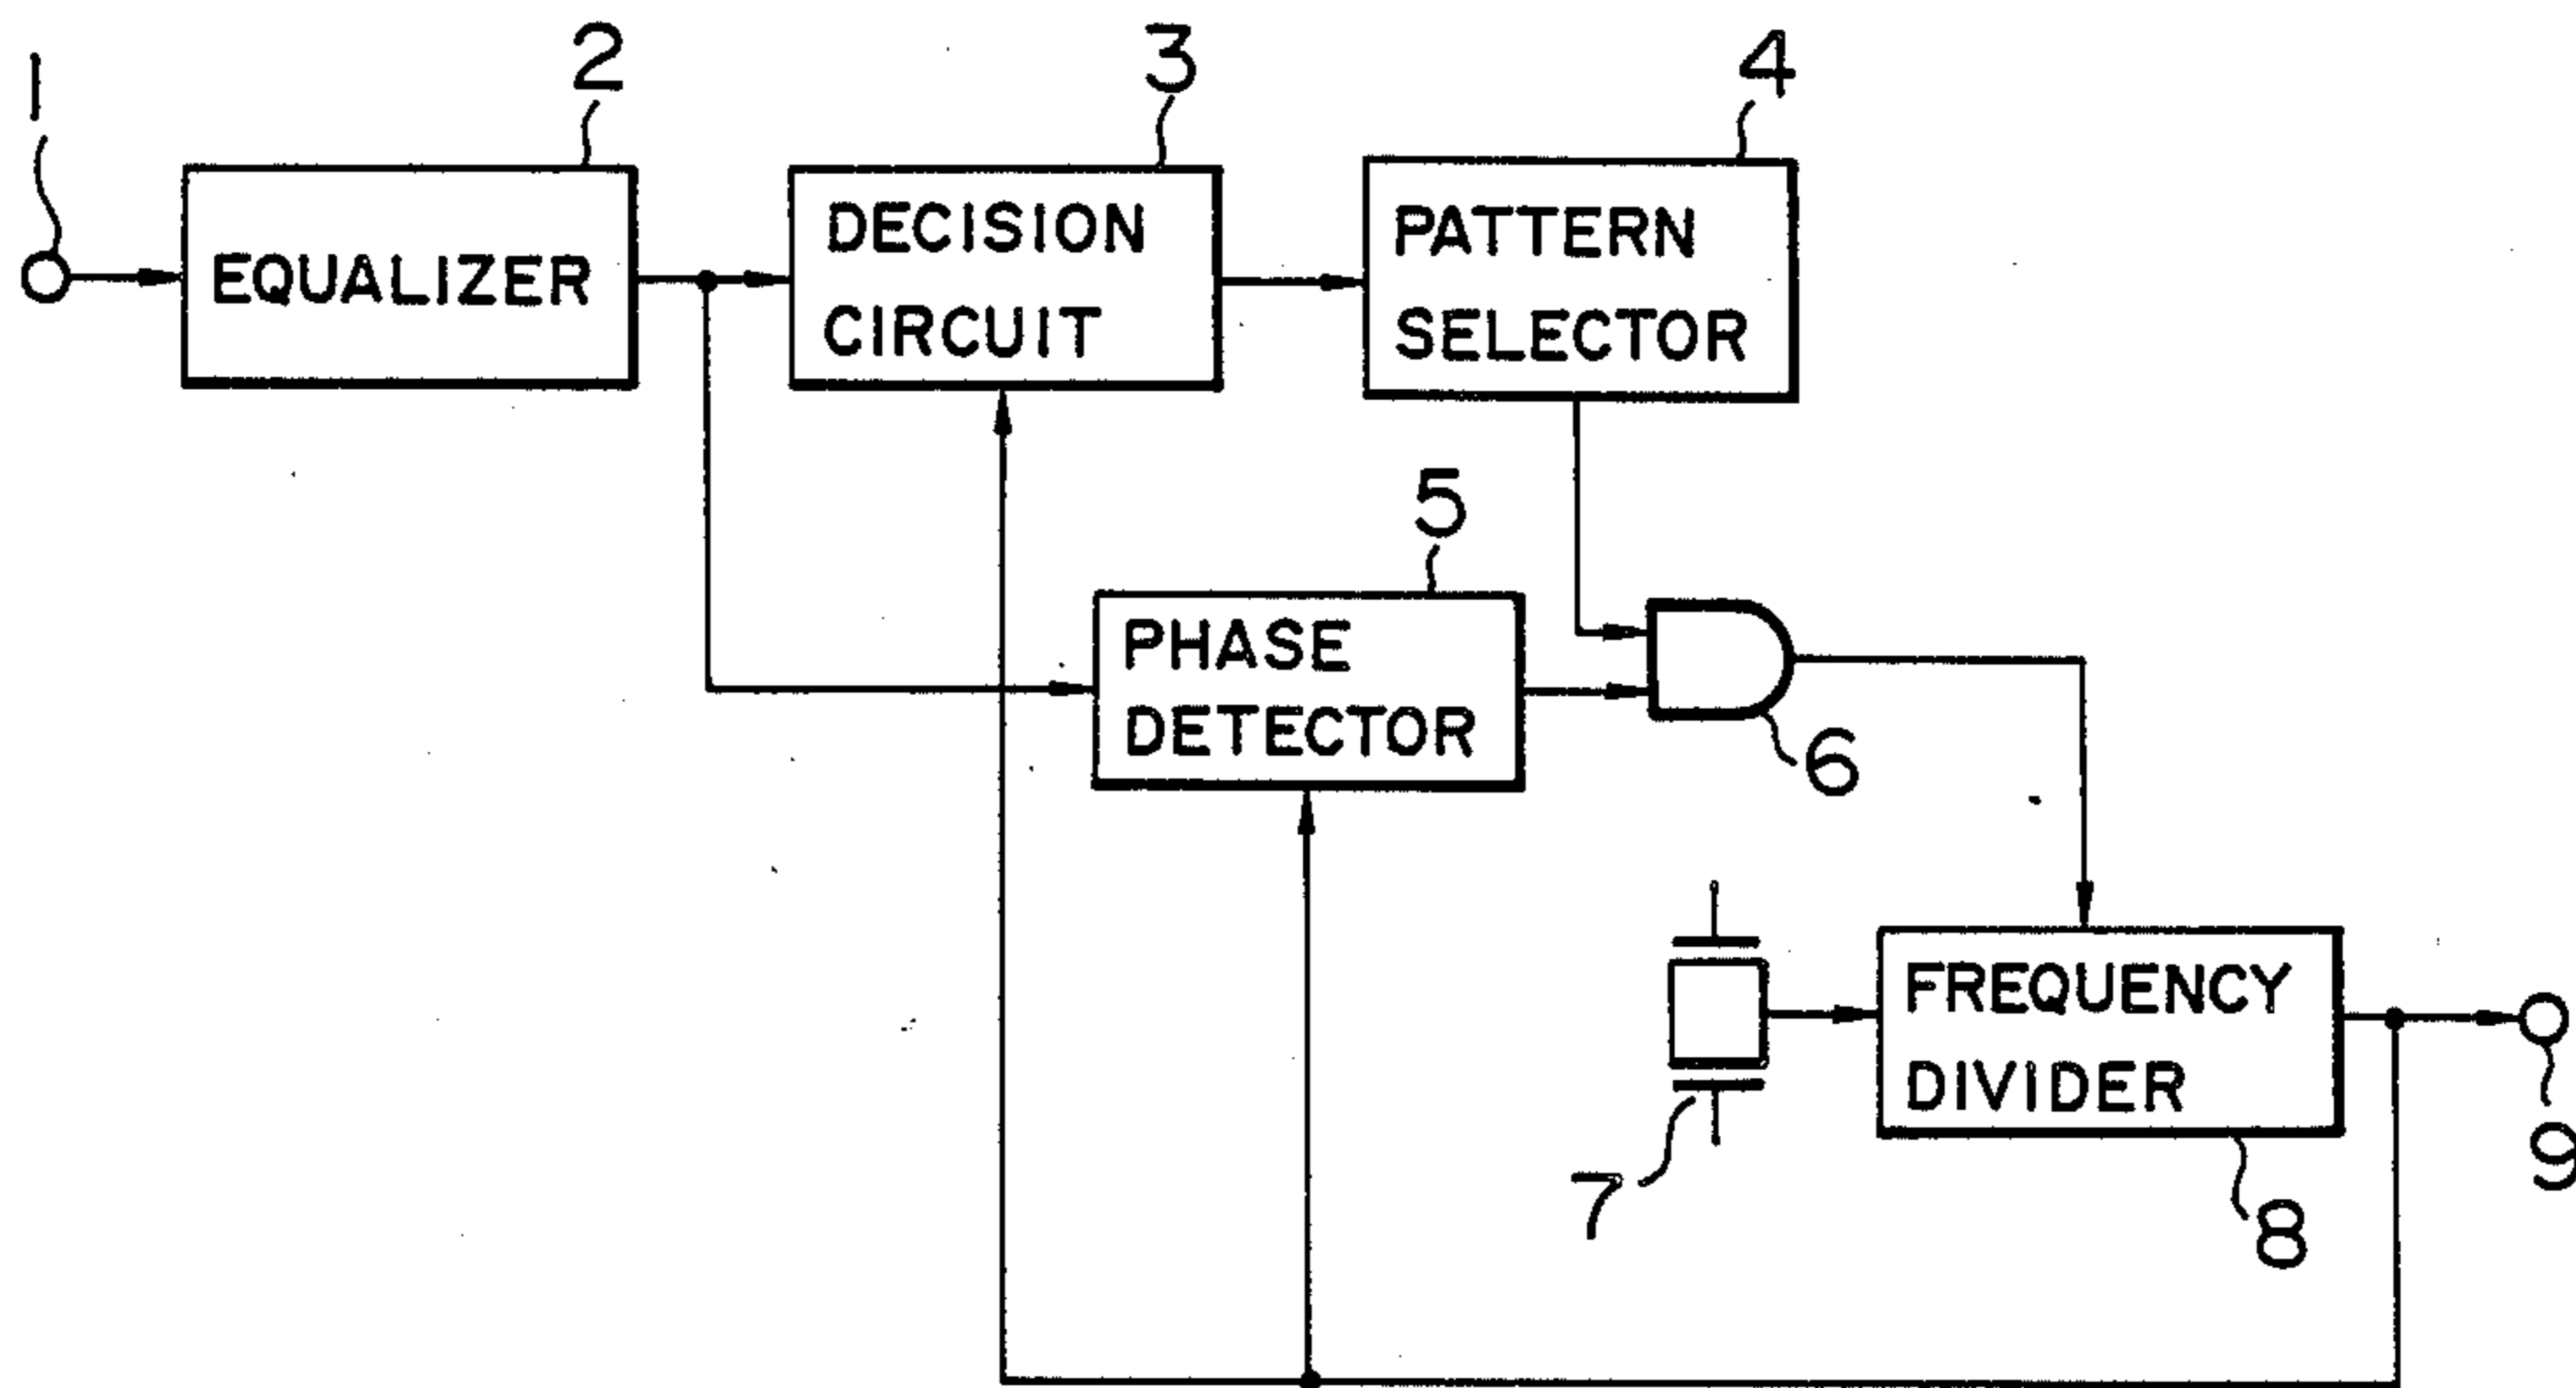 1
2
3
4
EQUALIZER
DECISION
CIRCUIT
PATTERN
SELECTOR
5
PHASE
DETECTOR
6
7
FREQUENCY
DIVIDER
8
9